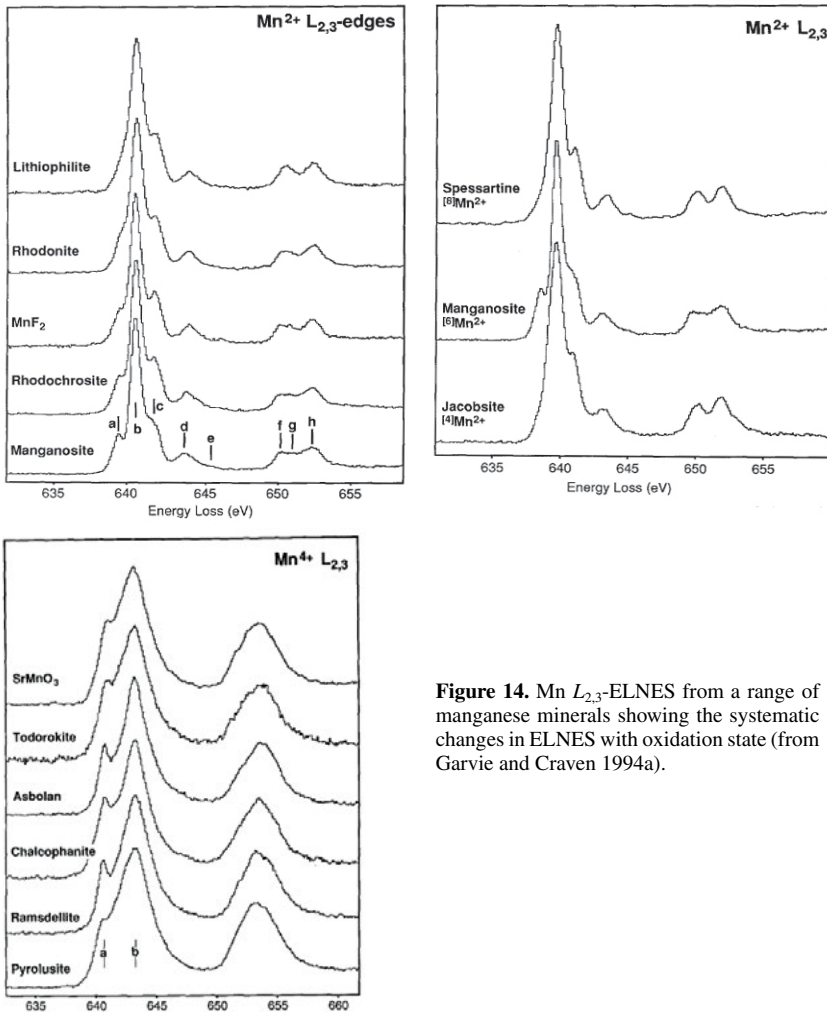 Mn2+ L2,3-edges
Lithiophilite
Rhodonite
MnF2
Rhodochrosite
Manganosite
a
b
c
d
e
f
g
h
635 640 645 650 655
Energy Loss (eV)
Mn2+ L2,3
Spessartine
[8]Mn2+
Manganosite
[6]Mn2+
Jacobsite
[4]Mn2+
635 640 645 650 655
Energy Loss (eV)
Mn4+ L2,3
SrMnO3
Todorokite
Asbolan
Chalcophanite
Ramsdellite
Pyrolusite
a
b
635 640 645 650 655 660
Figure 14. Mn L2,3-ELNES from a range of
manganese minerals showing the systematic
changes in ELNES with oxidation state (from
Garvie and Craven 1994a).